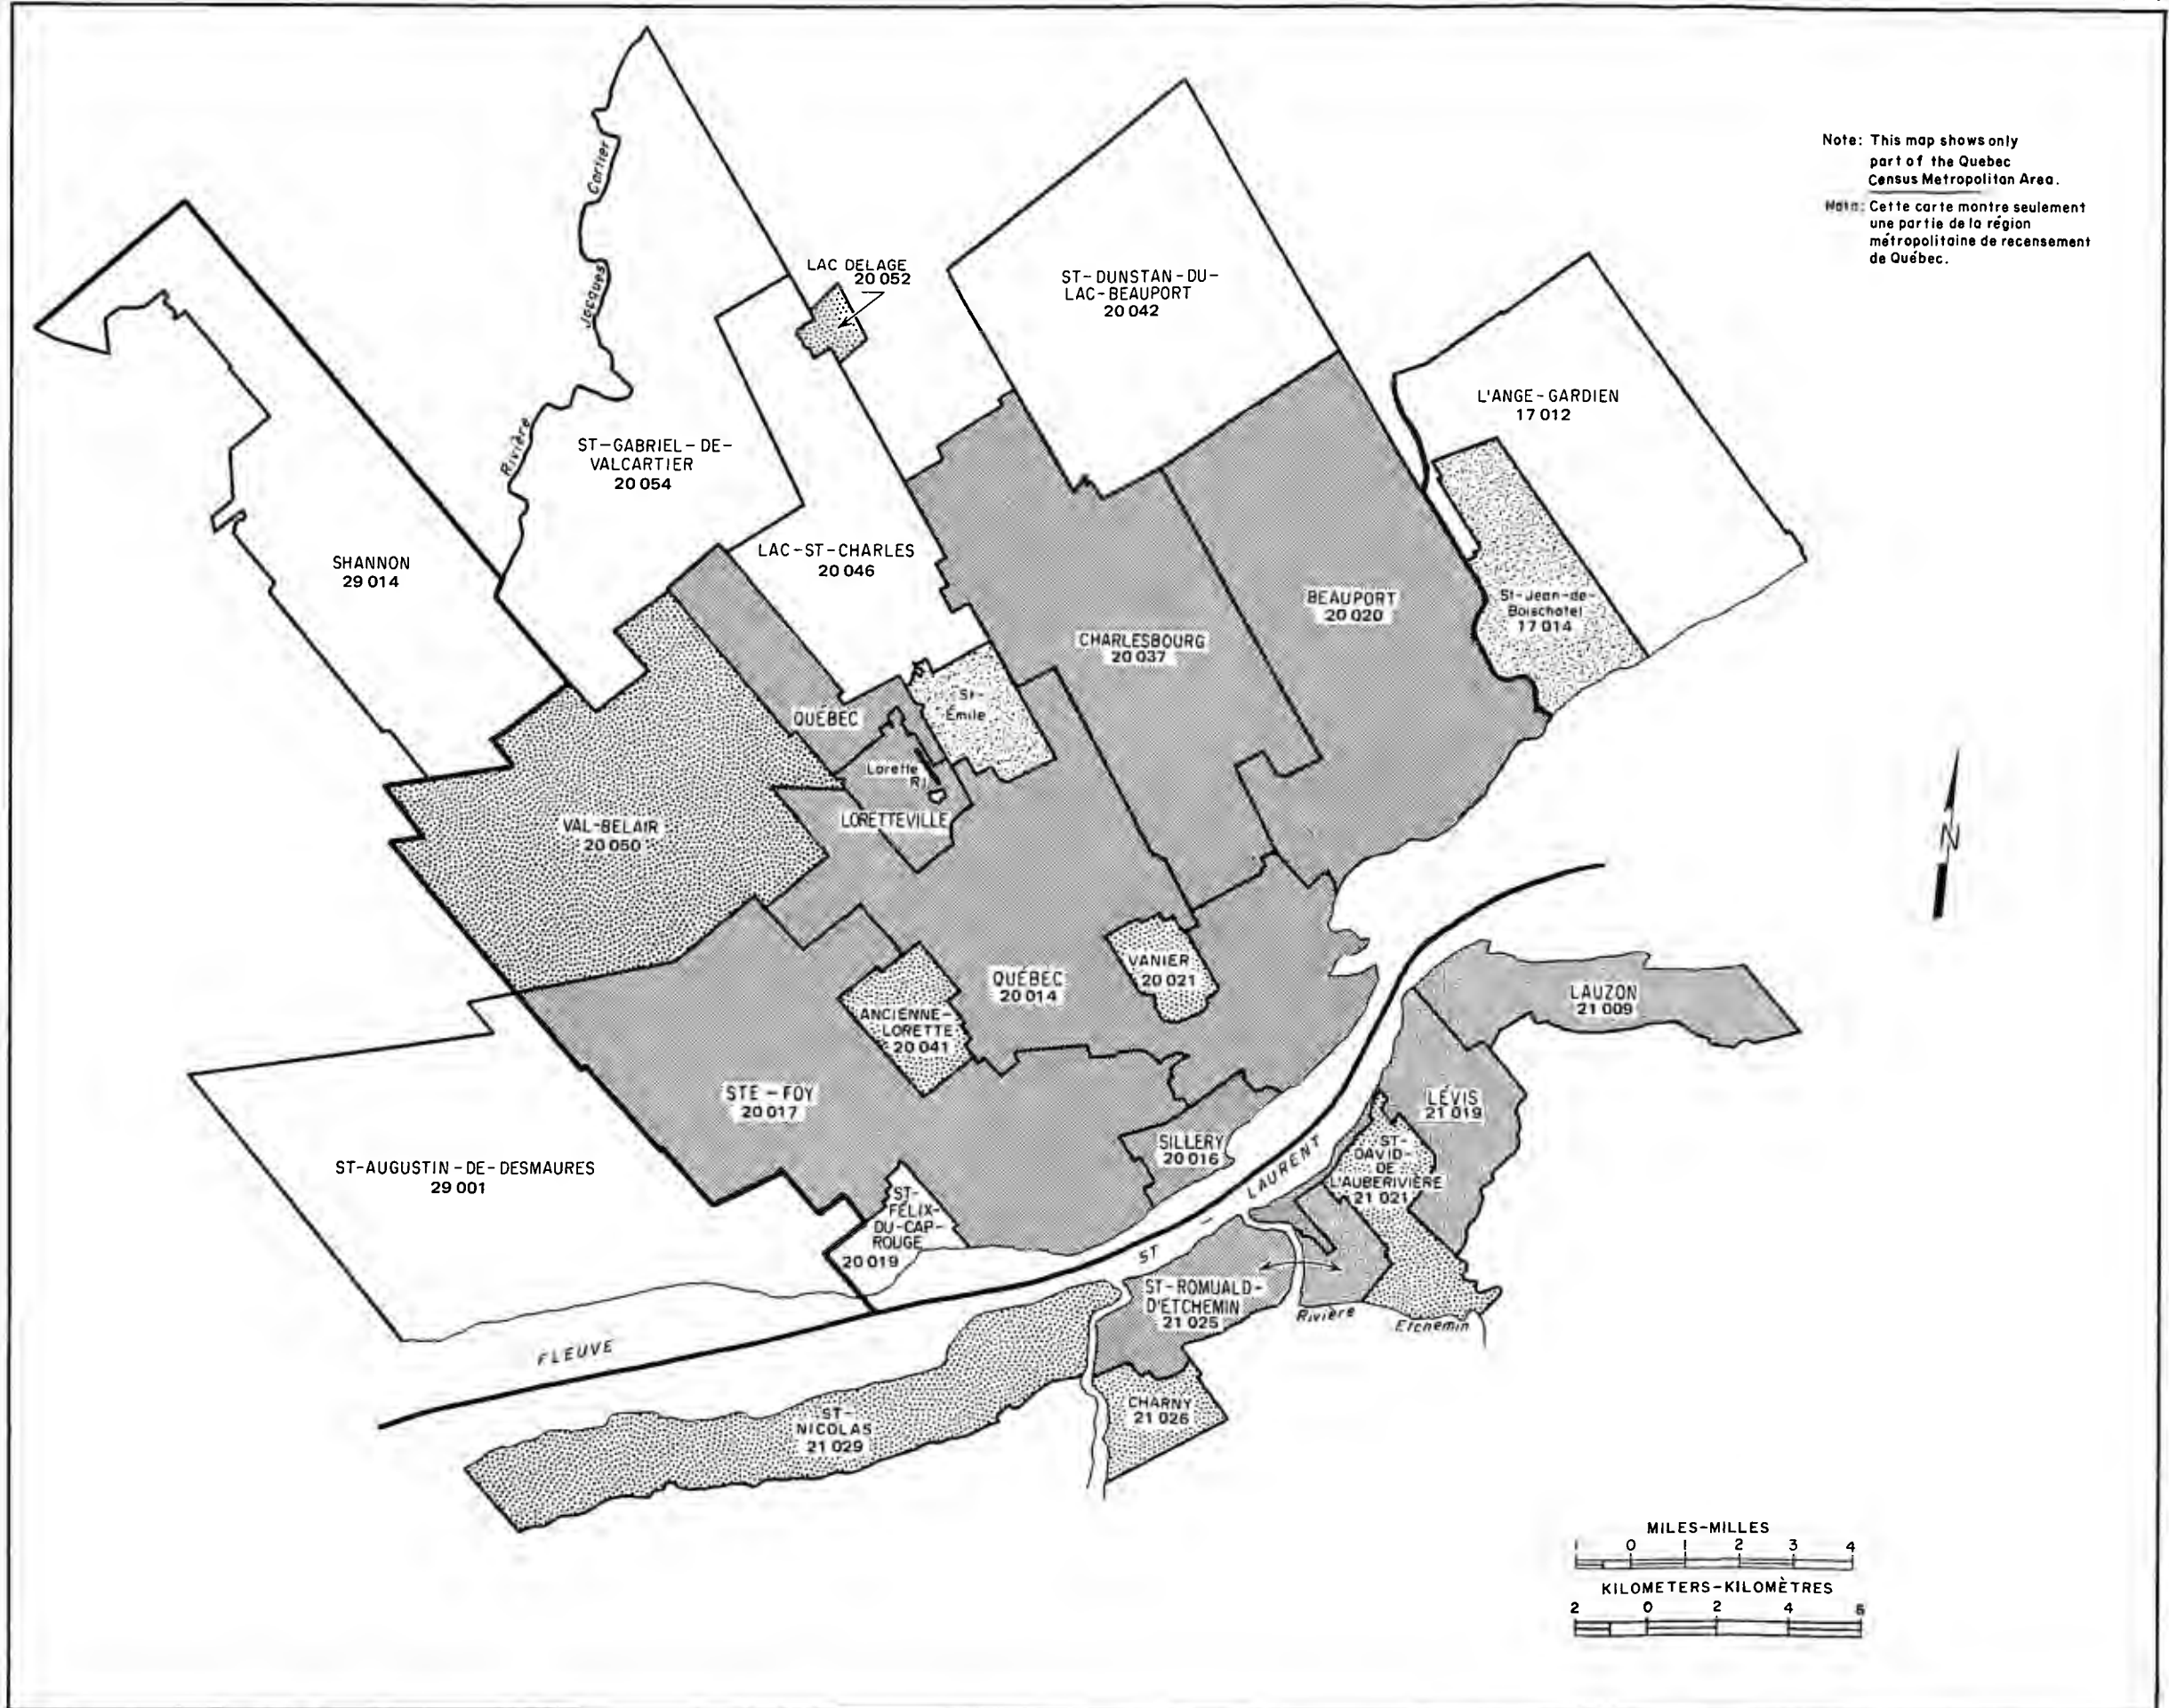 Note: This map shows only
part of the Quebec
Census Metropolitan Area.
Nota: Cette carte montre seulement
une partie de la région
métropolitaine de recensement
de Québec.
Rivière
Jacques
Cartier
LAC DELAGE
20 052
ST-DUNSTAN-DU-
LAC-BEAUPORT
20 042
L'ANGE-GARDIEN
17 012
ST-GABRIEL-DE-
VALCARTIER
20 054
SHANNON
29 014
LAC-ST-CHARLES
20 046
BEAUPORT
20 020
St-Jean-de-
Boischatel
17 014
CHARLESBOURG
20 037
St-
Émile
QUÉBEC
Lorette
R I
LORETTEVILLE
VAL-BELAIR
20 050
N
VANIER
20 021
QUÉBEC
20 014
ANCIENNE-
LORETTE
20 041
LAUZON
21 009
STE-FOY
20 017
LÉVIS
21 019
SILLERY
20 016
ST-
DAVID-
DE
L'AUBERIVIÈRE
21 021
ST-AUGUSTIN-DE-DESMAURES
29 001
ST-
FÉLIX-
DU-CAP-
ROUGE
20 019
FLEUVE
ST - LAURENT
ST-ROMUALD-
D'ETCHEMIN
21 025
Rivière Etchemin
CHARNY
21 026
ST-
NICOLAS
21 029
MILES-MILLES
1 0 1 2 3 4
KILOMETERS-KILOMÈTRES
2 0 2 4 6